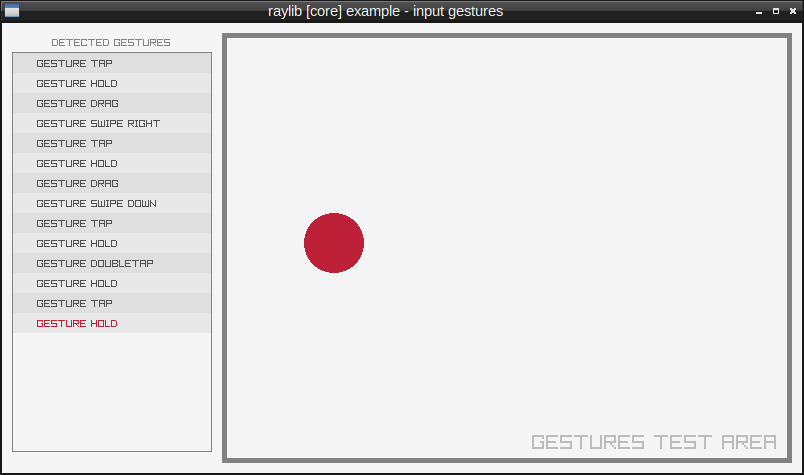 raylib [core] example - input gestures
DETECTED GESTURES
GESTURE TAP
GESTURE HOLD
GESTURE DRAG
GESTURE SWIPE RIGHT
GESTURE TAP
GESTURE HOLD
GESTURE DRAG
GESTURE SWIPE DOWN
GESTURE TAP
GESTURE HOLD
GESTURE DOUBLETAP
GESTURE HOLD
GESTURE TAP
GESTURE HOLD
GESTURES TEST AREA